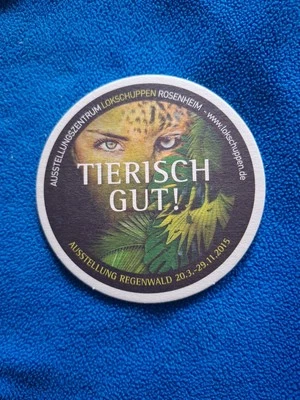 AUSSTELLUNGSZENTRUM LOKSCHUPPEN ROSENHEIM - www.lokschuppen.de
TIERISCH
GUT!
AUSSTELLUNG REGENWALD 20.3.-29.11.2015